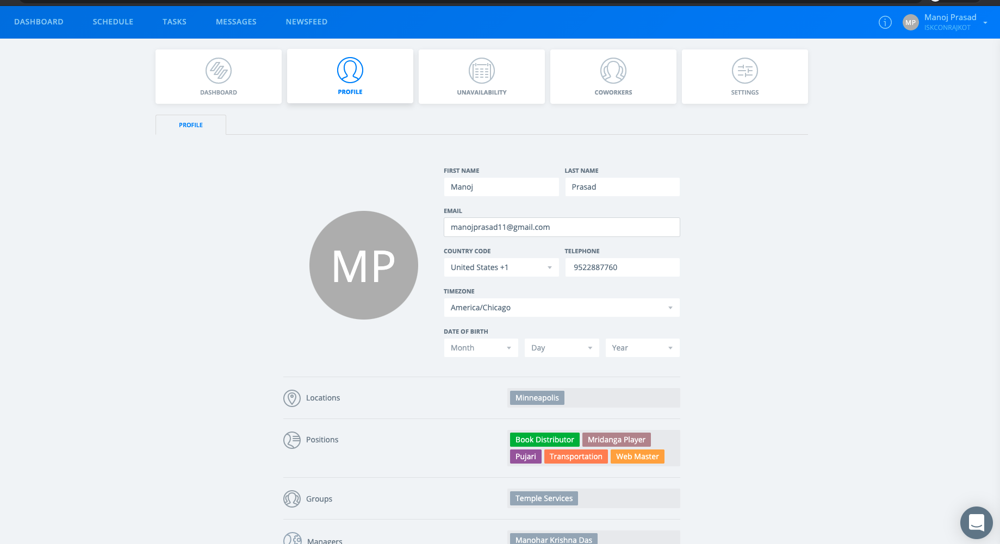 DASHBOARD SCHEDULE TASKS MESSAGES NEWSFEED
MP Manoj Prasad
ISKCONRAJKOT
DASHBOARD PROFILE UNAVAILABILITY COWORKERS SETTINGS
PROFILE
FIRST NAME LAST NAME
Manoj Prasad
EMAIL
manojprasad11@gmail.com
MP
COUNTRY CODE TELEPHONE
United States +1 9522887760
TIMEZONE
America/Chicago
DATE OF BIRTH
Month Day Year
Locations Minneapolis
Positions Book Distributor Mridanga Player
Pujari Transportation Web Master
Groups Temple Services
Managers Manohar Krishna Das